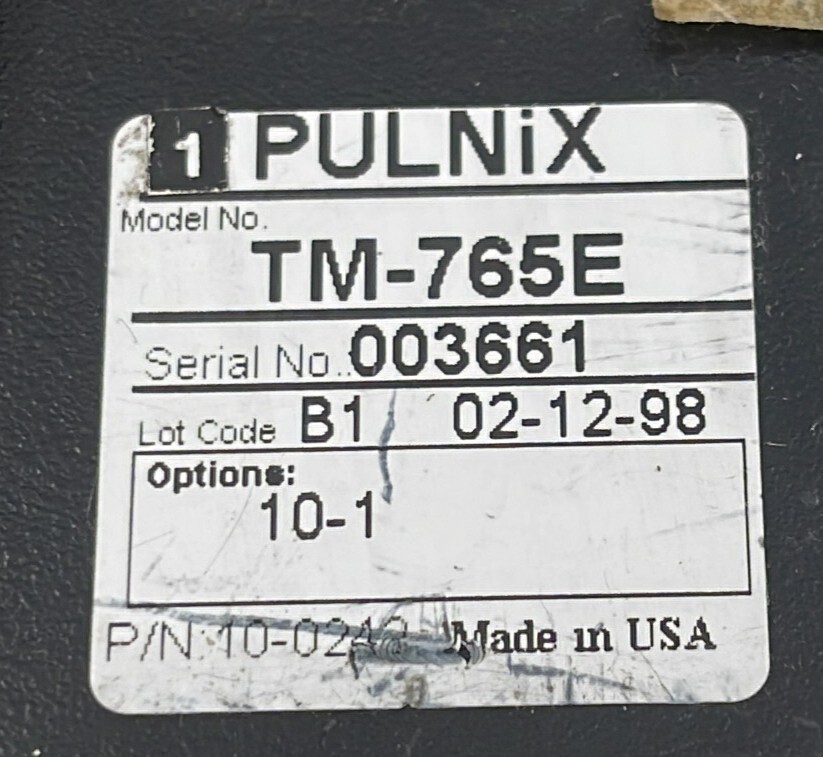 1 PULNiX
Model No.
TM-765E
Serial No. 003661
Lot Code B1 02-12-98
Options:
10-1
P/N: Made in USA